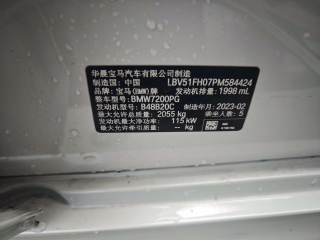 华晨宝马汽车有限公司制造
制造国：中国 LBV51FH07PM584424
品牌：宝马(BMW)牌 发动机排量：1998 mL
整车型号：BMW7200PG
发动机型号：B48B20C 制造年月：2023-02
最大允许总质量：2055 kg 乘坐人数：5
发动机最大净功率：115 kW
最大允许牵引质量：kg